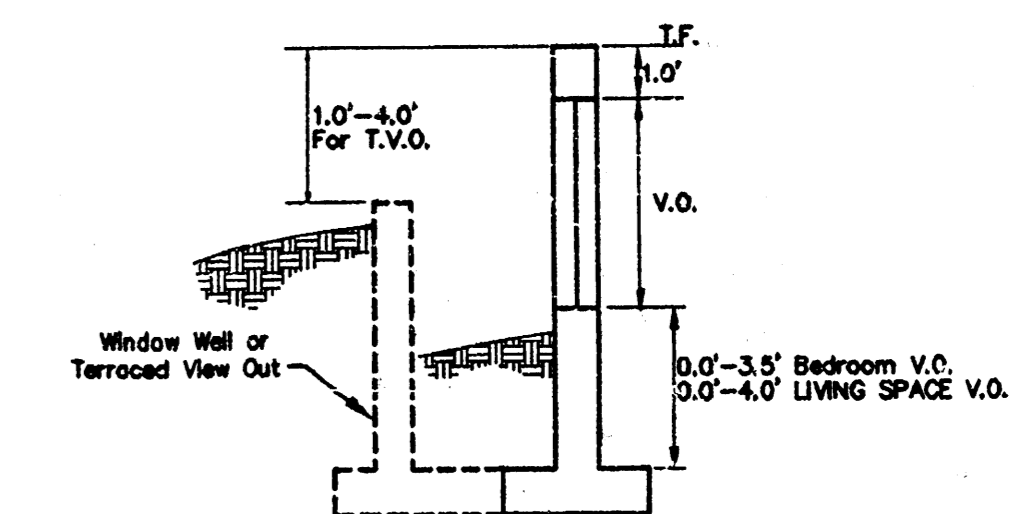 T.F.
1.0'
1.0'-4.0'
For T.V.O.
V.O.
Window Well or
Terraced View Out
0.0'-3.5' Bedroom V.O.
0.0'-4.0' LIVING SPACE V.O.